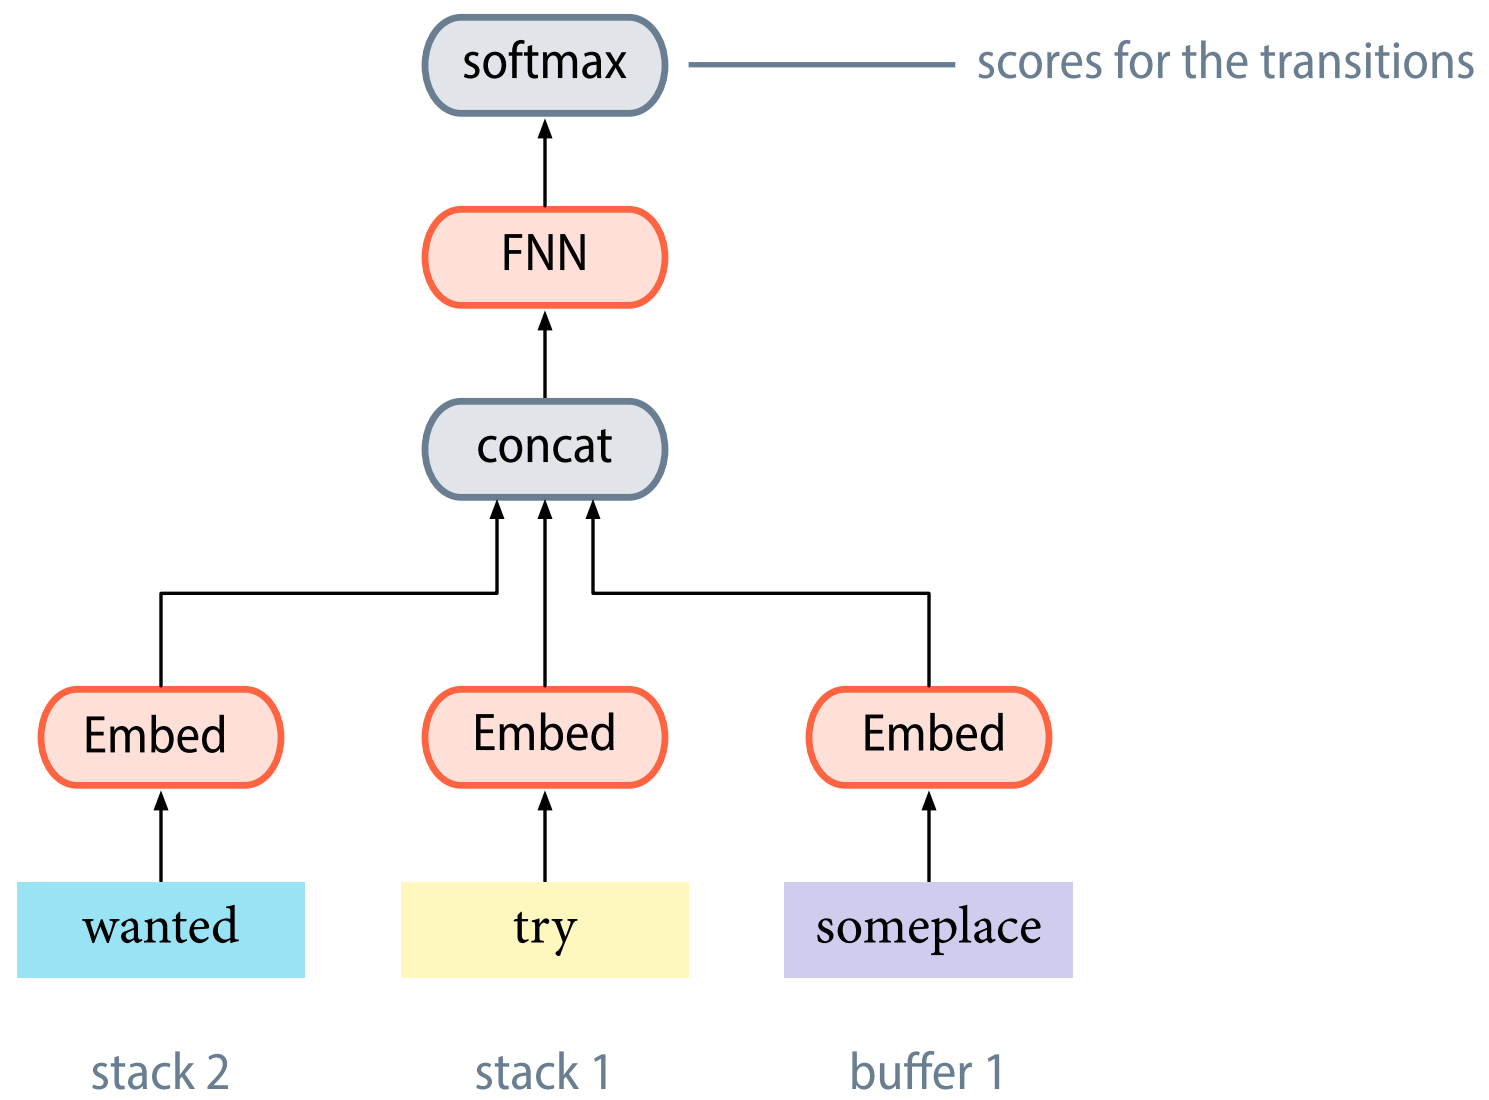 softmax
scores for the transitions
FNN
concat
Embed
Embed
Embed
wanted
try
someplace
stack 2
stack 1
buffer 1